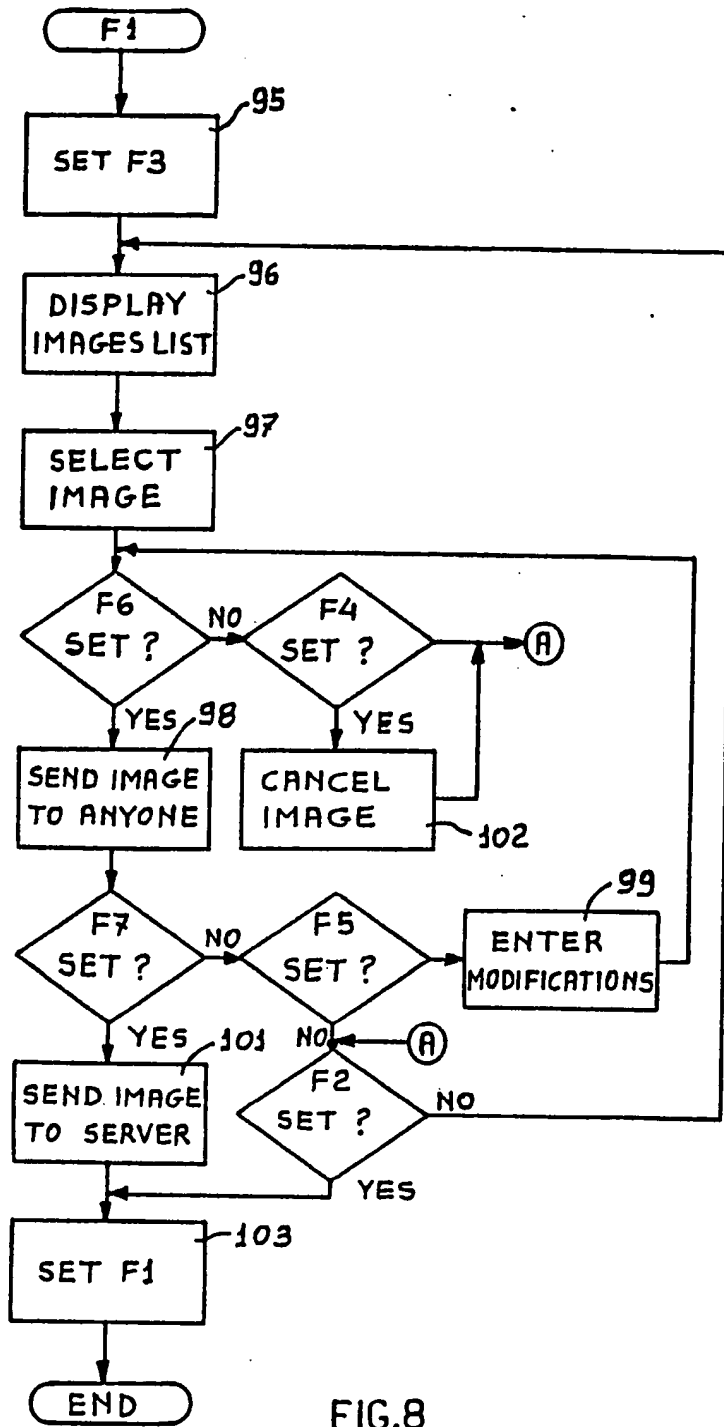 F1
95
SET F3
96
DISPLAY
IMAGES LIST
97
SELECT
IMAGE
F6
SET ?
NO
F4
SET ?
A
YES
98
YES
SEND IMAGE
TO ANYONE
CANCEL
IMAGE
102
99
F7
SET ?
NO
F5
SET ?
ENTER
MODIFICATIONS
YES
101
NO
A
SEND IMAGE
TO SERVER
F2
SET ?
NO
YES
103
SET F1
END
FIG.8